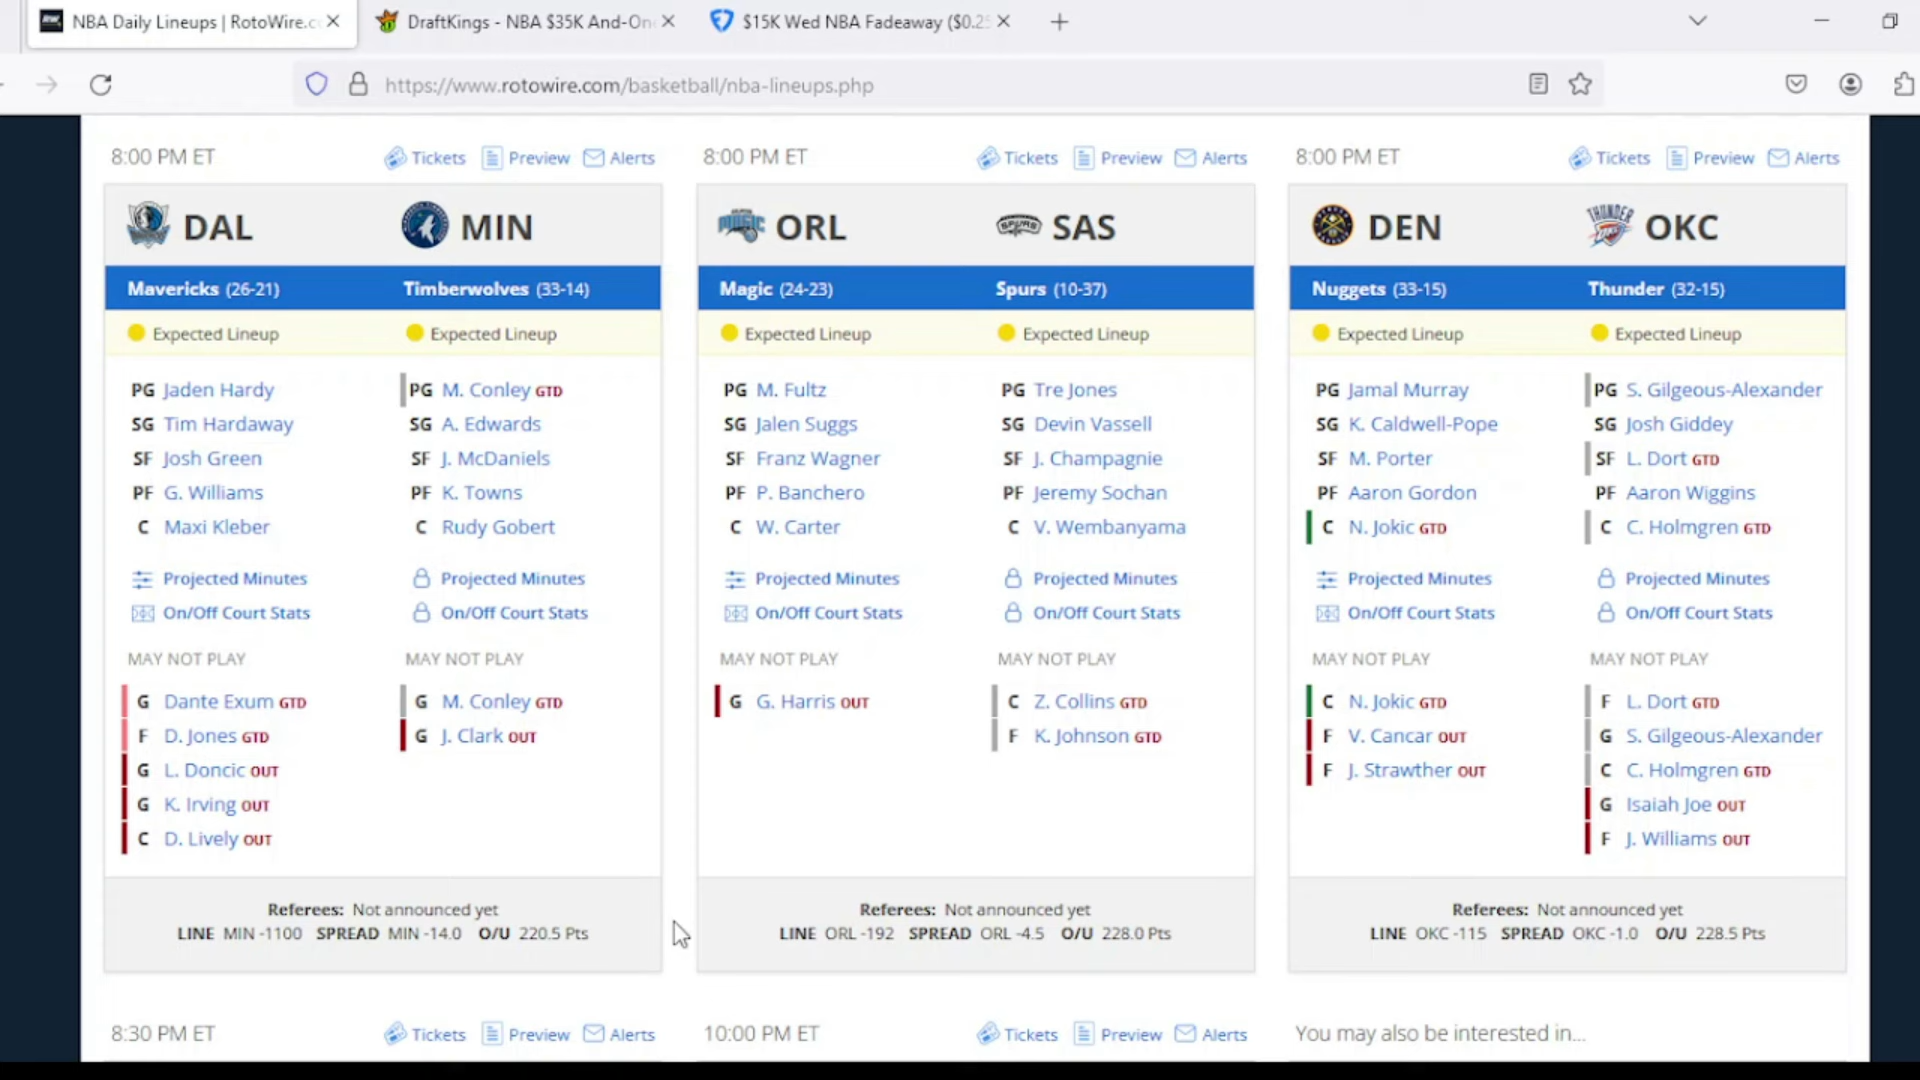 NBA Daily Lineups | RotoWire.c
DraftKings - NBA $35K And-On
$15K Wed NBA Fadeaway ($0.25
https://www.rotowire.com/basketball/nba-lineups.php
8:00 PM ET Tickets Preview Alerts
DAL MIN
Mavericks (26-21) Timberwolves (33-14)
Expected Lineup Expected Lineup
PG Jaden Hardy PG M. Conley GTD
SG Tim Hardaway SG A. Edwards
SF Josh Green SF J. McDaniels
PF G. Williams PF K. Towns
C Maxi Kleber C Rudy Gobert
Projected Minutes Projected Minutes
On/Off Court Stats On/Off Court Stats
MAY NOT PLAY MAY NOT PLAY
G Dante Exum GTD G M. Conley GTD
F D. Jones GTD G J. Clark OUT
G L. Doncic OUT
G K. Irving OUT
C D. Lively OUT
Referees: Not announced yet
LINE MIN -1100 SPREAD MIN -14.0 O/U 220.5 Pts
8:00 PM ET Tickets Preview Alerts
ORLANDO MAGIC ORL SPURS SAS
Magic (24-23) Spurs (10-37)
Expected Lineup Expected Lineup
PG M. Fultz PG Tre Jones
SG Jalen Suggs SG Devin Vassell
SF Franz Wagner SF J. Champagnie
PF P. Banchero PF Jeremy Sochan
C W. Carter C V. Wembanyama
Projected Minutes Projected Minutes
On/Off Court Stats On/Off Court Stats
MAY NOT PLAY MAY NOT PLAY
G G. Harris OUT C Z. Collins GTD
F K. Johnson GTD
Referees: Not announced yet
LINE ORL -192 SPREAD ORL -4.5 O/U 228.0 Pts
8:00 PM ET Tickets Preview Alerts
DEN THUNDER OKC
Nuggets (33-15) Thunder (32-15)
Expected Lineup Expected Lineup
PG Jamal Murray PG S. Gilgeous-Alexander
SG K. Caldwell-Pope SG Josh Giddey
SF M. Porter SF L. Dort GTD
PF Aaron Gordon PF Aaron Wiggins
C N. Jokic GTD C C. Holmgren GTD
Projected Minutes Projected Minutes
On/Off Court Stats On/Off Court Stats
MAY NOT PLAY MAY NOT PLAY
C N. Jokic GTD F L. Dort GTD
F V. Cancar OUT G S. Gilgeous-Alexander
F J. Strawther OUT C C. Holmgren GTD
G Isaiah Joe OUT
F J. Williams OUT
Referees: Not announced yet
LINE OKC -115 SPREAD OKC -1.0 O/U 228.5 Pts
8:30 PM ET Tickets Preview Alerts
10:00 PM ET Tickets Preview Alerts
You may also be interested in...